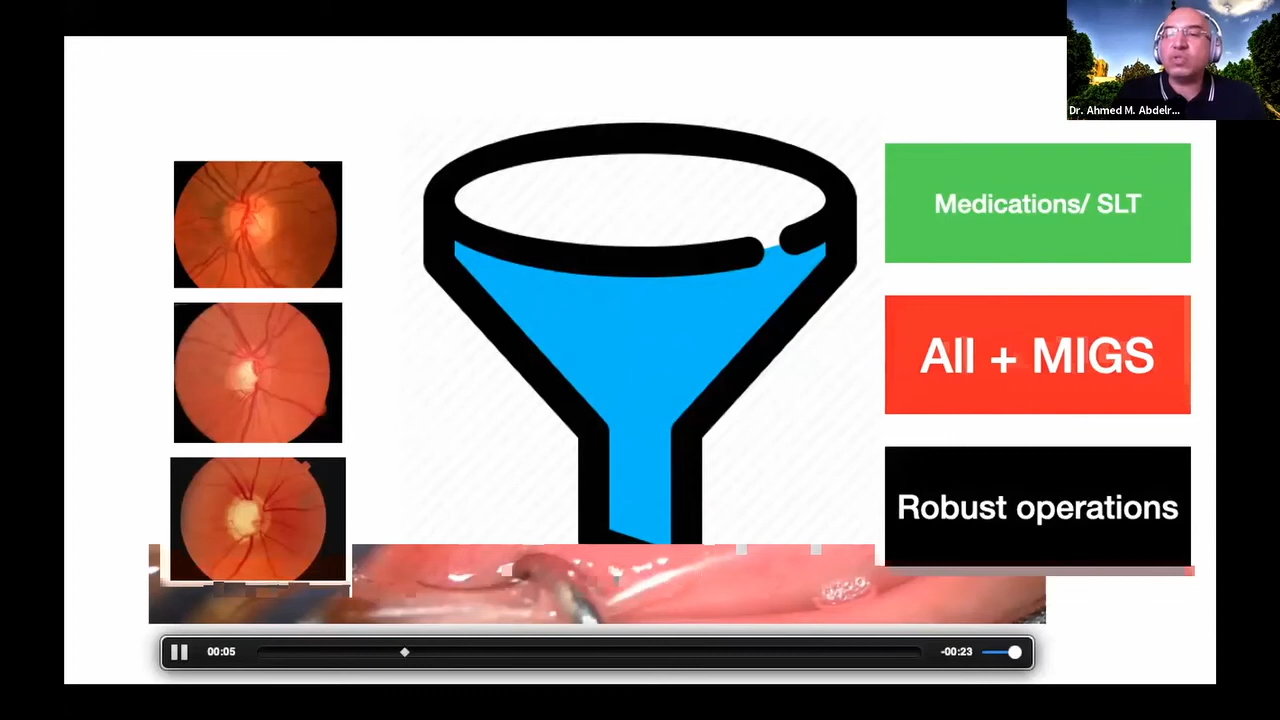 Dr. Ahmed M. Abdelr...
Medications/ SLT
All + MIGS
Robust operations
00:05
-00:23